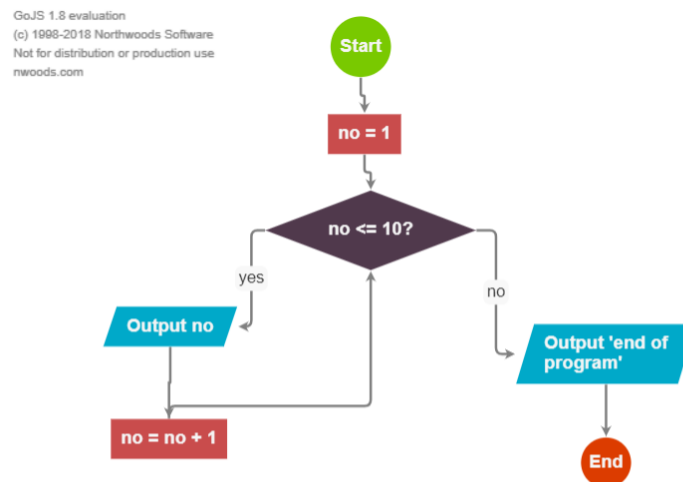 GoJS 1.8 evaluation
(c) 1998-2018 Northwoods Software
Not for distribution or production use
nwoods.com
Start
no = 1
no <= 10?
yes
no
Output no
Output 'end of
program'
no = no + 1
End